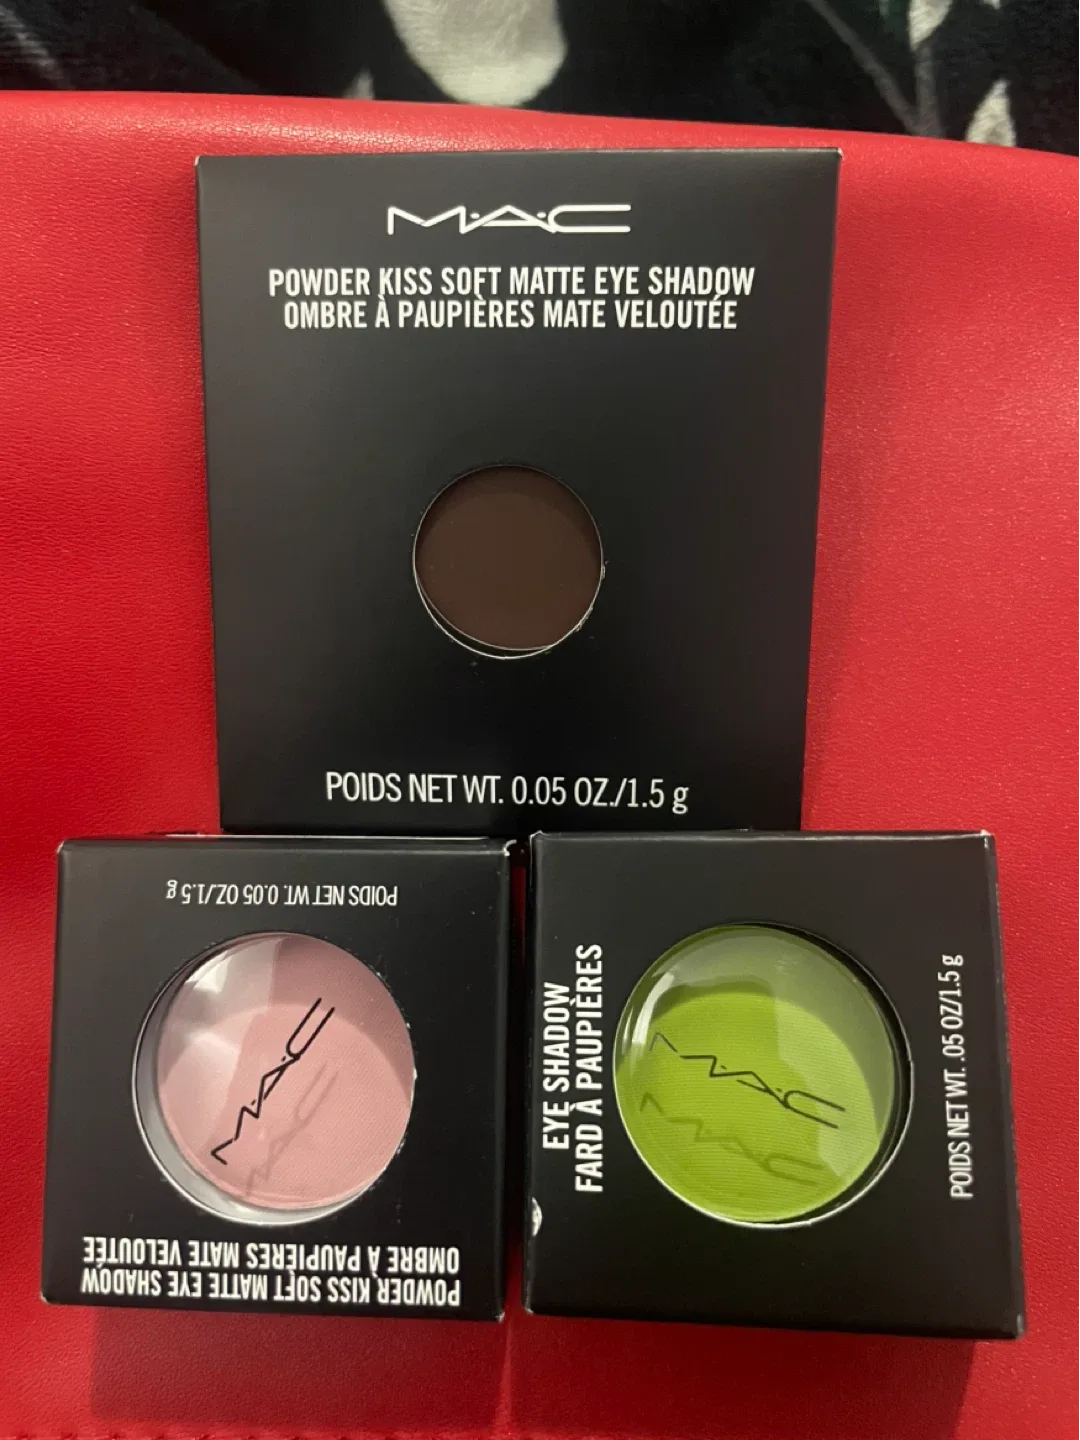 M·A·C
POWDER KISS SOFT MATTE EYE SHADOW
OMBRE À PAUPIÈRES MATE VELOUTÉE
POIDS NET WT. 0.05 OZ./1.5 g
POWDER KISS SOFT MATTE EYE SHADOW
OMBRE À PAUPIÈRES MATE VELOUTÉE
M·A·C
POIDS NET WT. 0.05 OZ/1.5 g
EYE SHADOW
FARD À PAUPIÈRES
M·A·C
POIDS NET WT. .05 OZ/1.5 g